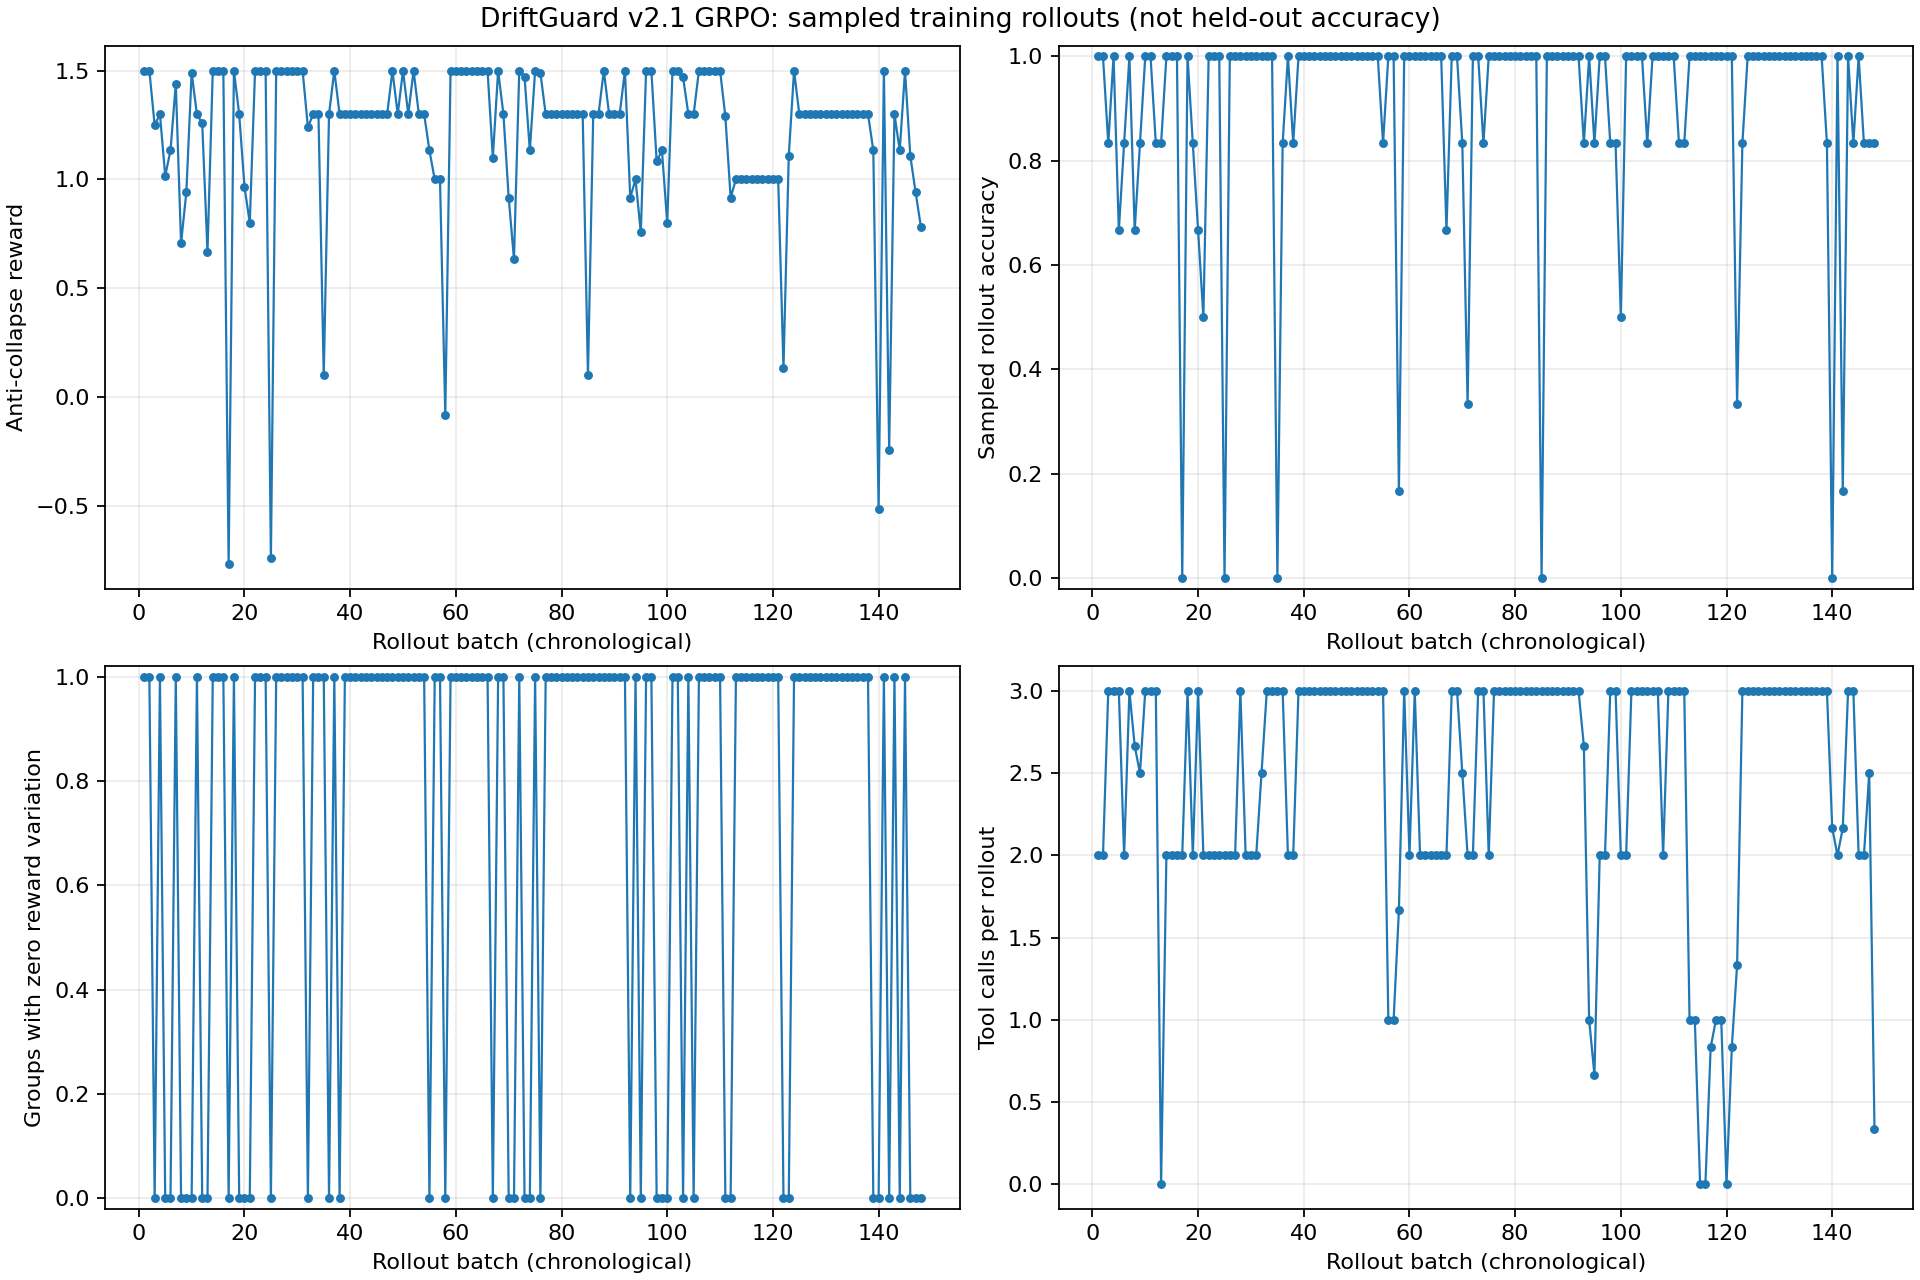 DriftGuard v2.1 GRPO: sampled training rollouts (not held-out accuracy)
Anti-collapse reward
1.5
1.0
0.5
0.0
−0.5
0 20 40 60 80 100 120 140
Rollout batch (chronological)
Sampled rollout accuracy
1.0
0.8
0.6
0.4
0.2
0.0
0 20 40 60 80 100 120 140
Rollout batch (chronological)
Groups with zero reward variation
1.0
0.8
0.6
0.4
0.2
0.0
0 20 40 60 80 100 120 140
Rollout batch (chronological)
Tool calls per rollout
3.0
2.5
2.0
1.5
1.0
0.5
0.0
0 20 40 60 80 100 120 140
Rollout batch (chronological)